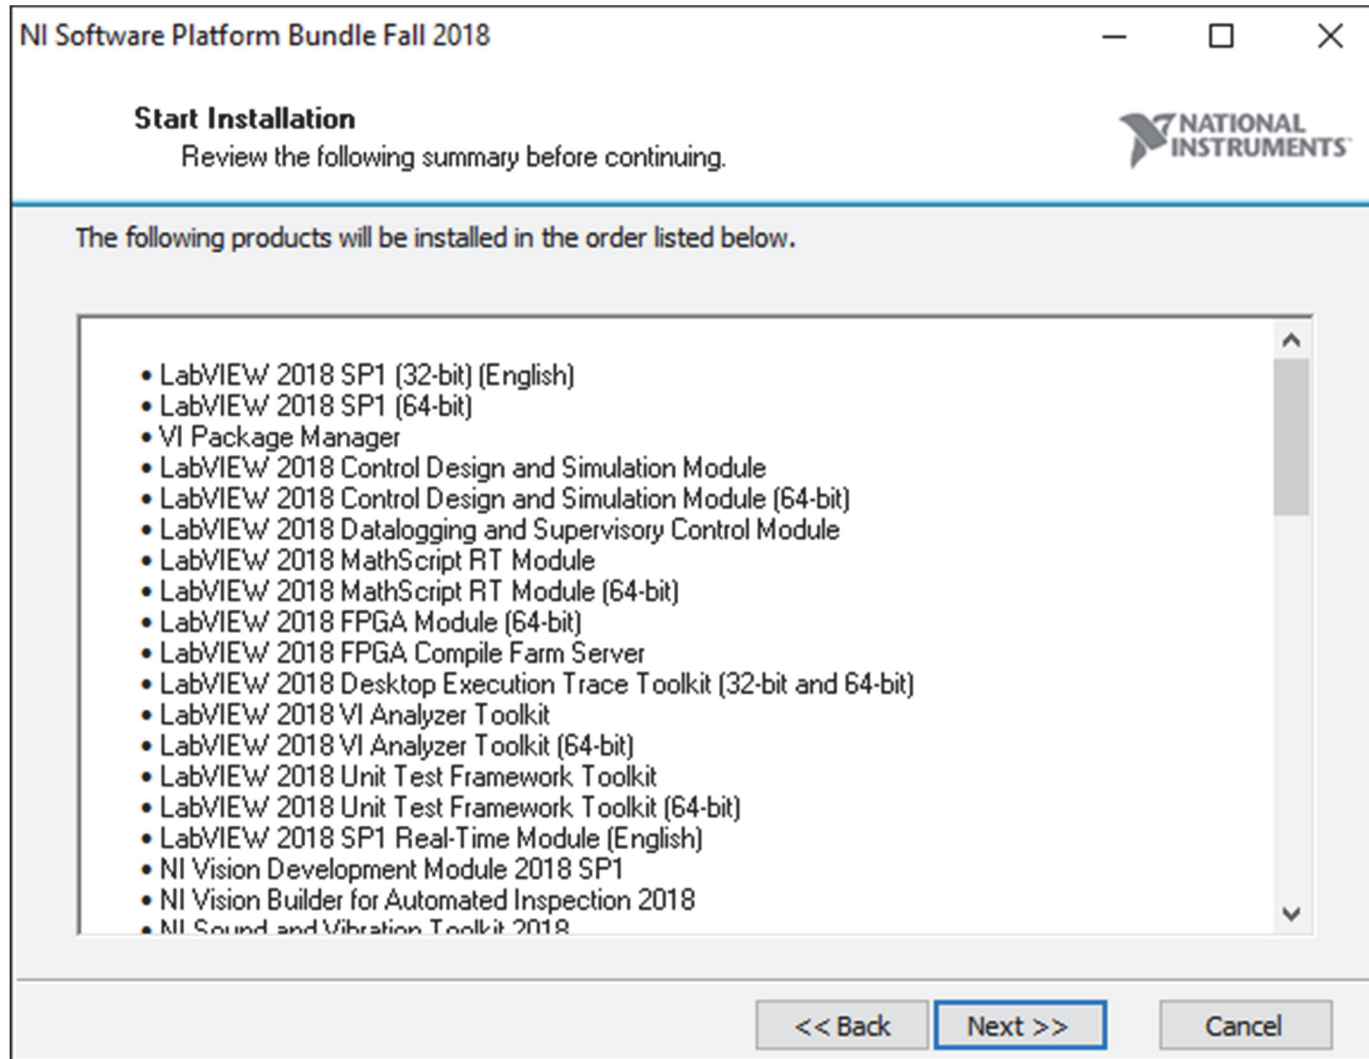 NI Software Platform Bundle Fall 2018
Start Installation
Review the following summary before continuing.
NATIONAL
INSTRUMENTS
The following products will be installed in the order listed below.
• LabVIEW 2018 SP1 (32-bit) (English)
• LabVIEW 2018 SP1 (64-bit)
• VI Package Manager
• LabVIEW 2018 Control Design and Simulation Module
• LabVIEW 2018 Control Design and Simulation Module (64-bit)
• LabVIEW 2018 Datalogging and Supervisory Control Module
• LabVIEW 2018 MathScript RT Module
• LabVIEW 2018 MathScript RT Module (64-bit)
• LabVIEW 2018 FPGA Module (64-bit)
• LabVIEW 2018 FPGA Compile Farm Server
• LabVIEW 2018 Desktop Execution Trace Toolkit (32-bit and 64-bit)
• LabVIEW 2018 VI Analyzer Toolkit
• LabVIEW 2018 VI Analyzer Toolkit (64-bit)
• LabVIEW 2018 Unit Test Framework Toolkit
• LabVIEW 2018 Unit Test Framework Toolkit (64-bit)
• LabVIEW 2018 SP1 Real-Time Module (English)
• NI Vision Development Module 2018 SP1
• NI Vision Builder for Automated Inspection 2018
• NI Sound and Vibration Toolkit 2018
<< Back
Next >>
Cancel